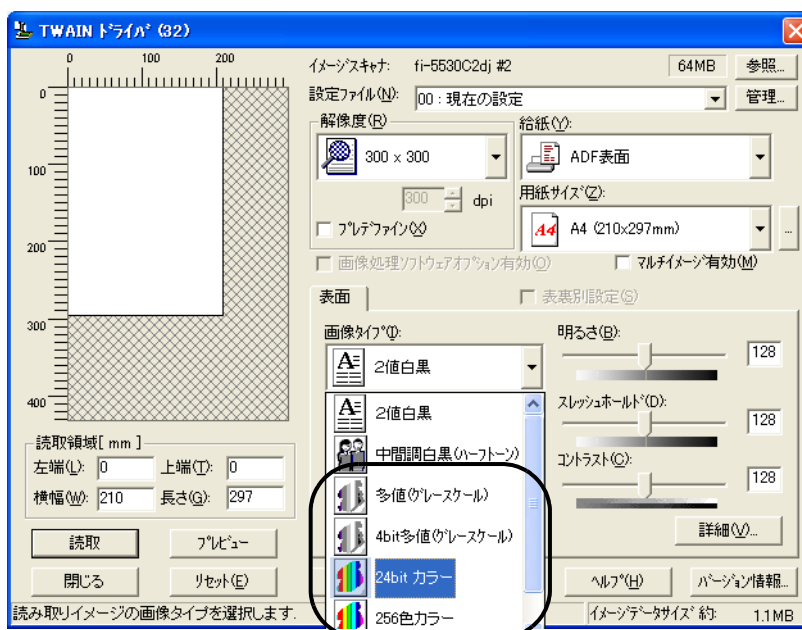 TWAIN ﾄﾞﾗｲﾊﾞ (32)
0 100 200
0
100
200
300
400
ｲﾒｰｼﾞｽｷｬﾅ: fi-5530C2dj #2 64MB 参照...
設定ﾌｧｲﾙ(N): 00 : 現在の設定 管理...
解像度(R)
300 × 300
300 dpi
ﾌﾟﾚﾃﾞﾌｧｲﾝ(X)
給紙(Y):
ADF表面
用紙ｻｲｽﾞ(Z):
A4 A4 (210x297mm) ...
画像処理ｿﾌﾄｳｪｱｵﾌﾟｼｮﾝ有効(O) ﾏﾙﾁｲﾒｰｼﾞ有効(M)
表面 表裏別設定(S)
画像ﾀｲﾌﾟ(I):
2値白黒
2値白黒
中間調白黒(ﾊｰﾌﾄｰﾝ)
多値(ｸﾞﾚｰｽｹｰﾙ)
4bit多値(ｸﾞﾚｰｽｹｰﾙ)
24bit カラー
256色カラー
明るさ(B):
128
ｽﾚｯｼｭﾎｰﾙﾄﾞ(D):
128
ｺﾝﾄﾗｽﾄ(C):
128
詳細(V)...
読取領域[ mm ]
左端(L): 0 上端(T): 0
横幅(W): 210 長さ(G): 297
読取 ﾌﾟﾚﾋﾞｭｰ
閉じる ﾘｾｯﾄ(E)
ﾍﾙﾌﾟ(H) ﾊﾞｰｼﾞｮﾝ情報...
読み取りイメージの画像タイプを選択します. ｲﾒｰｼﾞﾃﾞｰﾀｻｲｽﾞ 約: 1.1MB